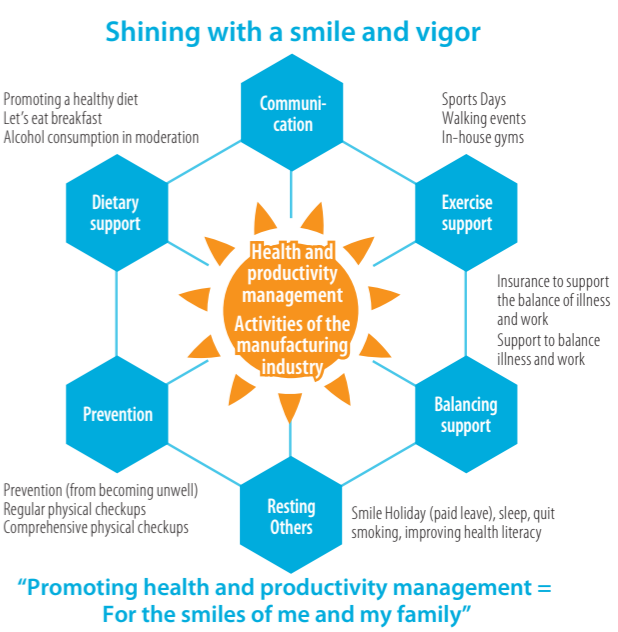 Shining with a smile and vigor
Communi-
cation
Promoting a healthy diet
Let's eat breakfast
Alcohol consumption in moderation
Sports Days
Walking events
In-house gyms
Dietary
support
Exercise
support
Health and
productivity
management
Activities of the
manufacturing
industry
Insurance to support
the balance of illness
and work
Support to balance
illness and work
Prevention
Balancing
support
Prevention (from becoming unwell)
Regular physical checkups
Comprehensive physical checkups
Resting
Others
Smile Holiday (paid leave), sleep, quit
smoking, improving health literacy
“Promoting health and productivity management =
For the smiles of me and my family”